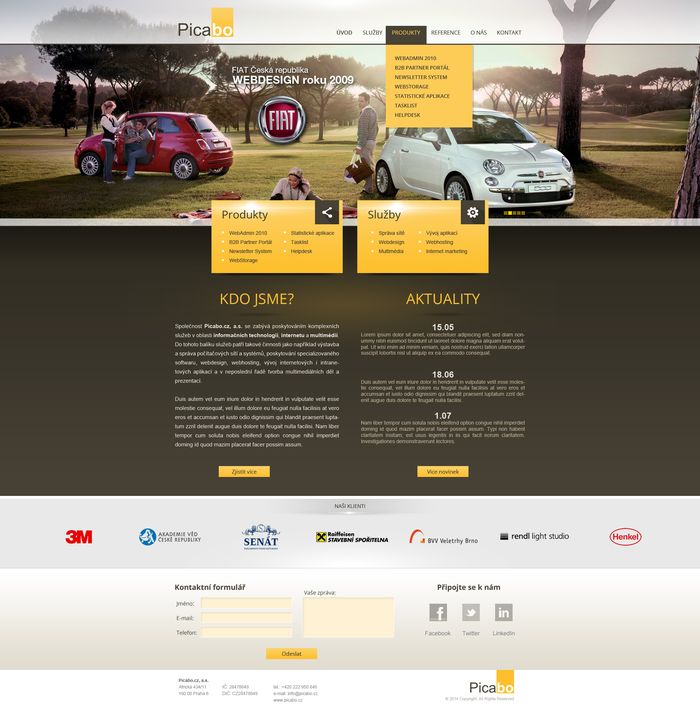 Picabo
ÚVOD SLUŽBY PRODUKTY REFERENCE O NÁS KONTAKT
WEBADMIN 2010
B2B PARTNER PORTÁL
NEWSLETTER SYSTEM
WEBSTORAGE
STATISTICKÉ APLIKACE
TASKLIST
HELPDESK
FIAT Česká republika
WEBDESIGN roku 2009
FIAT
Produkty
WebAdmin 2010
B2B Partner Portál
Newsletter System
WebStorage
Statistické aplikace
Tasklist
Helpdesk
Služby
Správa sítě
Webdesign
Multimédia
Vývoj aplikací
Webhosting
Internet marketing
KDO JSME?
Společnost Picabo.cz, a.s. se zabývá poskytováním komplexních
služeb v oblasti informačních technologií, internetu a multimédií.
Do tohoto balíku služeb patří takové činnosti jako například výstavba
a správa počítačových sítí a systémů, poskytování specializovaného
softwaru, webdesign, webhosting, vývoj internetových i intrane-
tových aplikací a v neposlední řadě tvorba multimediálních děl a
prezentací.
Duis autem vel eum iriure dolor in hendrerit in vulputate velit esse
molestie consequat, vel illum dolore eu feugiat nulla facilisis at vero
eros et accumsan et iusto odio dignissim qui blandit praesent luptatum
zzril delenit augue duis dolore te feugait nulla facilisi. Nam liber
tempor cum soluta nobis eleifend option congue nihil imperdiet
doming id quod mazim placerat facer possim assum.
Zjistit více
AKTUALITY
15.05
Lorem ipsum dolor sit amet, consectetuer adipiscing elit, sed diam non-
ummy nibh euismod tincidunt ut laoreet dolore magna aliquam erat volut-
pat. Ut wisi enim ad minim veniam, quis nostrud exerci tation ullamcorper
suscipit lobortis nisl ut aliquip ex ea commodo consequat.
18.06
Duis autem vel eum iriure dolor in hendrerit in vulputate velit esse moles-
tie consequat, vel illum dolore eu feugiat nulla facilisis at vero eros et
accumsan et iusto odio dignissim qui blandit praesent luptatum zzril del-
enit augue duis dolore te feugait nulla facilisi.
1.07
Nam liber tempor cum soluta nobis eleifend option congue nihil imperdiet
doming id quod mazim placerat facer possim assum. Typi non habent
claritatem insitam, est usus legentis in iis qui facit eorum claritatem.
Investigationes demonstraverunt lectores.
Více novinek
NAŠI KLIENTI
3M
AKADEMIE VĚD
ČESKÉ REPUBLIKY
SENÁT
Raiffeisen
STAVEBNÍ SPOŘITELNA
BVV Veletrhy Brno
rendl light studio
Henkel
Kontaktní formulář
Jméno:
E-mail:
Telefon:
Vaše zpráva:
Odeslat
Připojte se k nám
Facebook Twitter LinkedIn
Picabo.cz, a.s.
Africká 434/11
160 00 Praha 6
IČ: 28478649
DIČ: CZ28478649
tel.: +420 222 950 645
e-mail: info@picabo.cz
www.picabo.cz
Picabo
© 2014 Copyright. All Rights Reserved